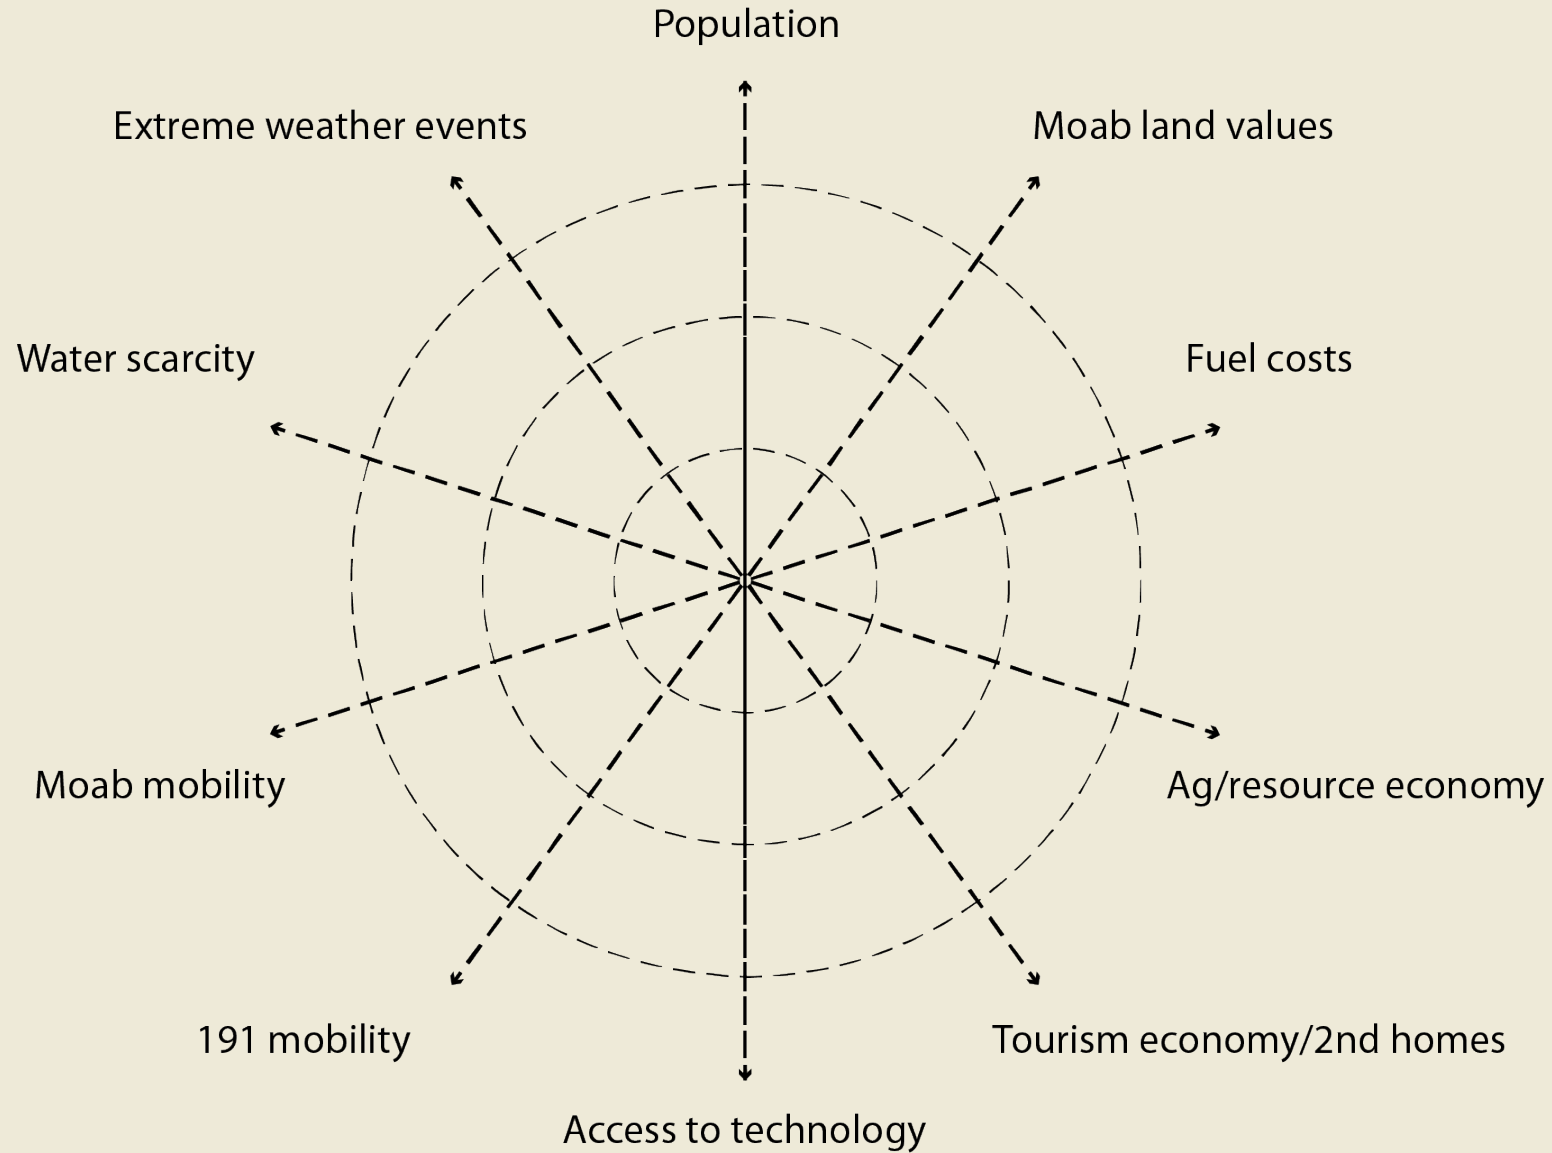 Population
Extreme weather events
Moab land values
Water scarcity
Fuel costs
Moab mobility
Ag/resource economy
191 mobility
Tourism economy/2nd homes
Access to technology